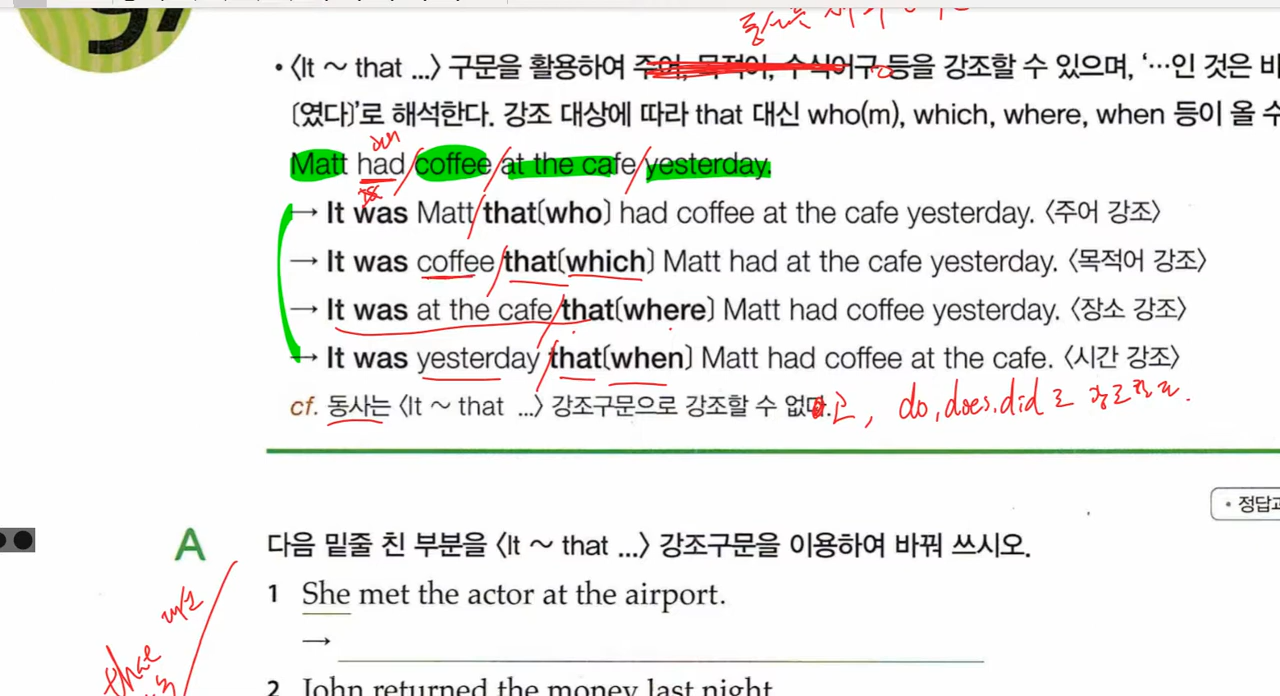 • 〈It ~ that ...〉 구문을 활용하여 주어, 목적어, 수식어구 등을 강조할 수 있으며, '…인 것은 바
〔였다〕'로 해석한다. 강조 대상에 따라 that 대신 who(m), which, where, when 등이 올 수
Matt had coffee at the cafe yesterday.
→ It was Matt that〔who〕 had coffee at the cafe yesterday. 〈주어 강조〉
→ It was coffee that〔which〕 Matt had at the cafe yesterday. 〈목적어 강조〉
→ It was at the cafe that〔where〕 Matt had coffee yesterday. 〈장소 강조〉
→ It was yesterday that〔when〕 Matt had coffee at the cafe. 〈시간 강조〉
cf. 동사는 〈It ~ that ...〉 강조구문으로 강조할 수 없고, do, does, did로
• 정답과
A 다음 밑줄 친 부분을 〈It ~ that ...〉 강조구문을 이용하여 바꿔 쓰시오.
1 She met the actor at the airport.
→
that
2 John returned the money last night